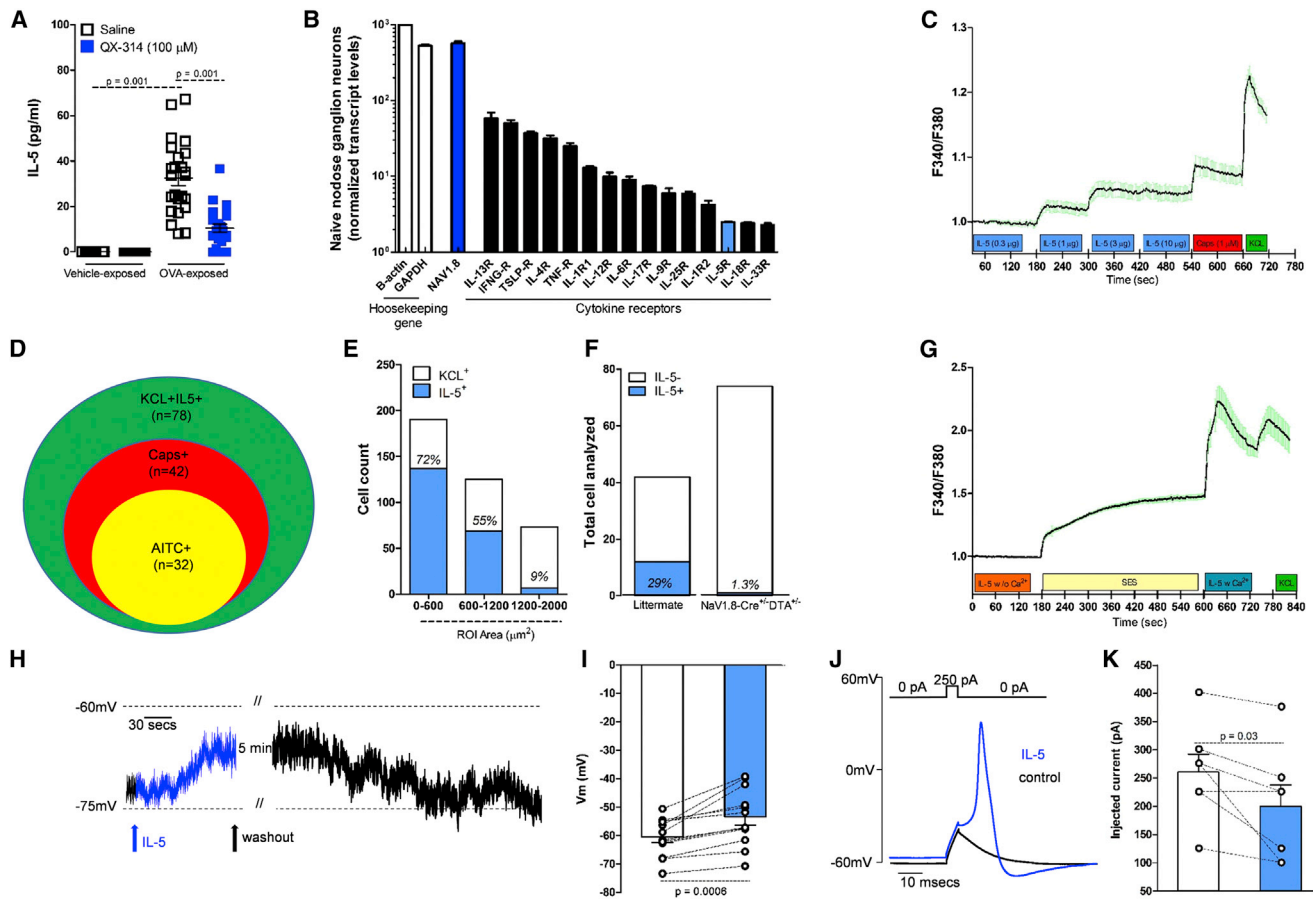 A
Saline
QX-314 (100 μM)
p = 0.001
p = 0.001
IL-5 (pg/ml)
100
80
60
40
20
0
Vehicle-exposed
OVA-exposed
B
Naive nodose ganglion neurons
(normalized transcript levels)
10³
10²
10¹
10⁰
B-actin
GAPDH
NAV1.8
IL-13R
IFNG-R
TSLP-R
IL-4R
TNF-R
IL-1R1
IL-12R
IL-6R
IL-17R
IL-9R
IL-25R
IL-1R2
IL-5R
IL-18R
IL-33R
Hoosekeeping
gene
Cytokine receptors
C
F340/F380
1.3
1.2
1.1
1.0
IL-5 (0.3 μg)
IL-5 (1 μg)
IL-5 (3 μg)
IL-5 (10 μg)
Caps (1 μM)
KCL
60 120 180 240 300 360 420 480 540 600 660 720 780
Time (sec)
D
KCL+IL5+
(n=78)
Caps+
(n=42)
AITC+
(n=32)
E
KCL⁺
IL-5⁺
Cell count
250
200
150
100
50
0
72%
55%
9%
0-600
600-1200
1200-2000
ROI Area (μm²)
F
IL-5-
IL-5+
Total cell analyzed
80
60
40
20
0
29%
1.3%
Littermate
NaV1.8-Cre⁺/⁻DTA⁺/⁻
G
F340/F380
2.5
2.0
1.5
1.0
IL-5 w/o Ca²⁺
SES
IL-5 w Ca²⁺
KCL
60 120 180 240 300 360 420 480 540 600 660 720 780 840
Time (sec)
H
-60mV
//
30 secs
5 min
-75mV
//
IL-5
washout
I
Vm (mV)
0
-10
-20
-30
-40
-50
-60
-70
-80
p = 0.0006
J
60mV
0 pA
250 pA
0 pA
IL-5
control
0mV
-60mV
10 msecs
K
Injected current (pA)
450
400
350
300
250
200
150
100
50
p = 0.03